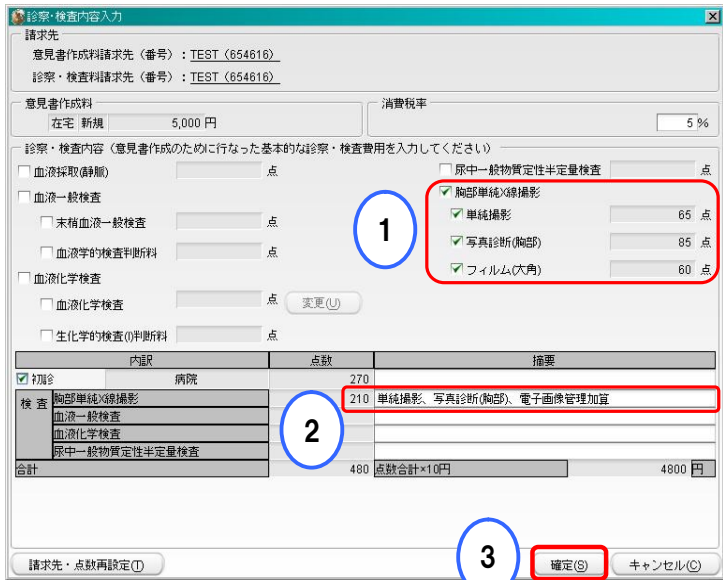 診察・検査内容入力
請求先
意見書作成料請求先（番号）：TEST（654616）
診察・検査料請求先（番号）：TEST（654616）
意見書作成料
在宅 新規 5,000 円
消費税率
5 %
診察・検査内容（意見書作成のために行なった基本的な診察・検査費用を入力してください）
血液採取(静脈) 点
尿中一般物質定性半定量検査 点
血液一般検査
胸部単純X線撮影
末梢血液一般検査 点
単純撮影 65 点
1
血液学的検査判断料 点
写真診断(胸部) 85 点
血液化学検査
フィルム(大角) 60 点
血液化学検査 点 変更(U)
生化学的検査(I)判断料 点
内訳 点数 摘要
初診 病院 270
検査 胸部単純X線撮影 210 単純撮影、写真診断(胸部)、電子画像管理加算
血液一般検査
2
血液化学検査
尿中一般物質定性半定量検査
合計 480 点数合計×10円 4800 円
3
請求先・点数再設定(T) 確定(S) キャンセル(C)